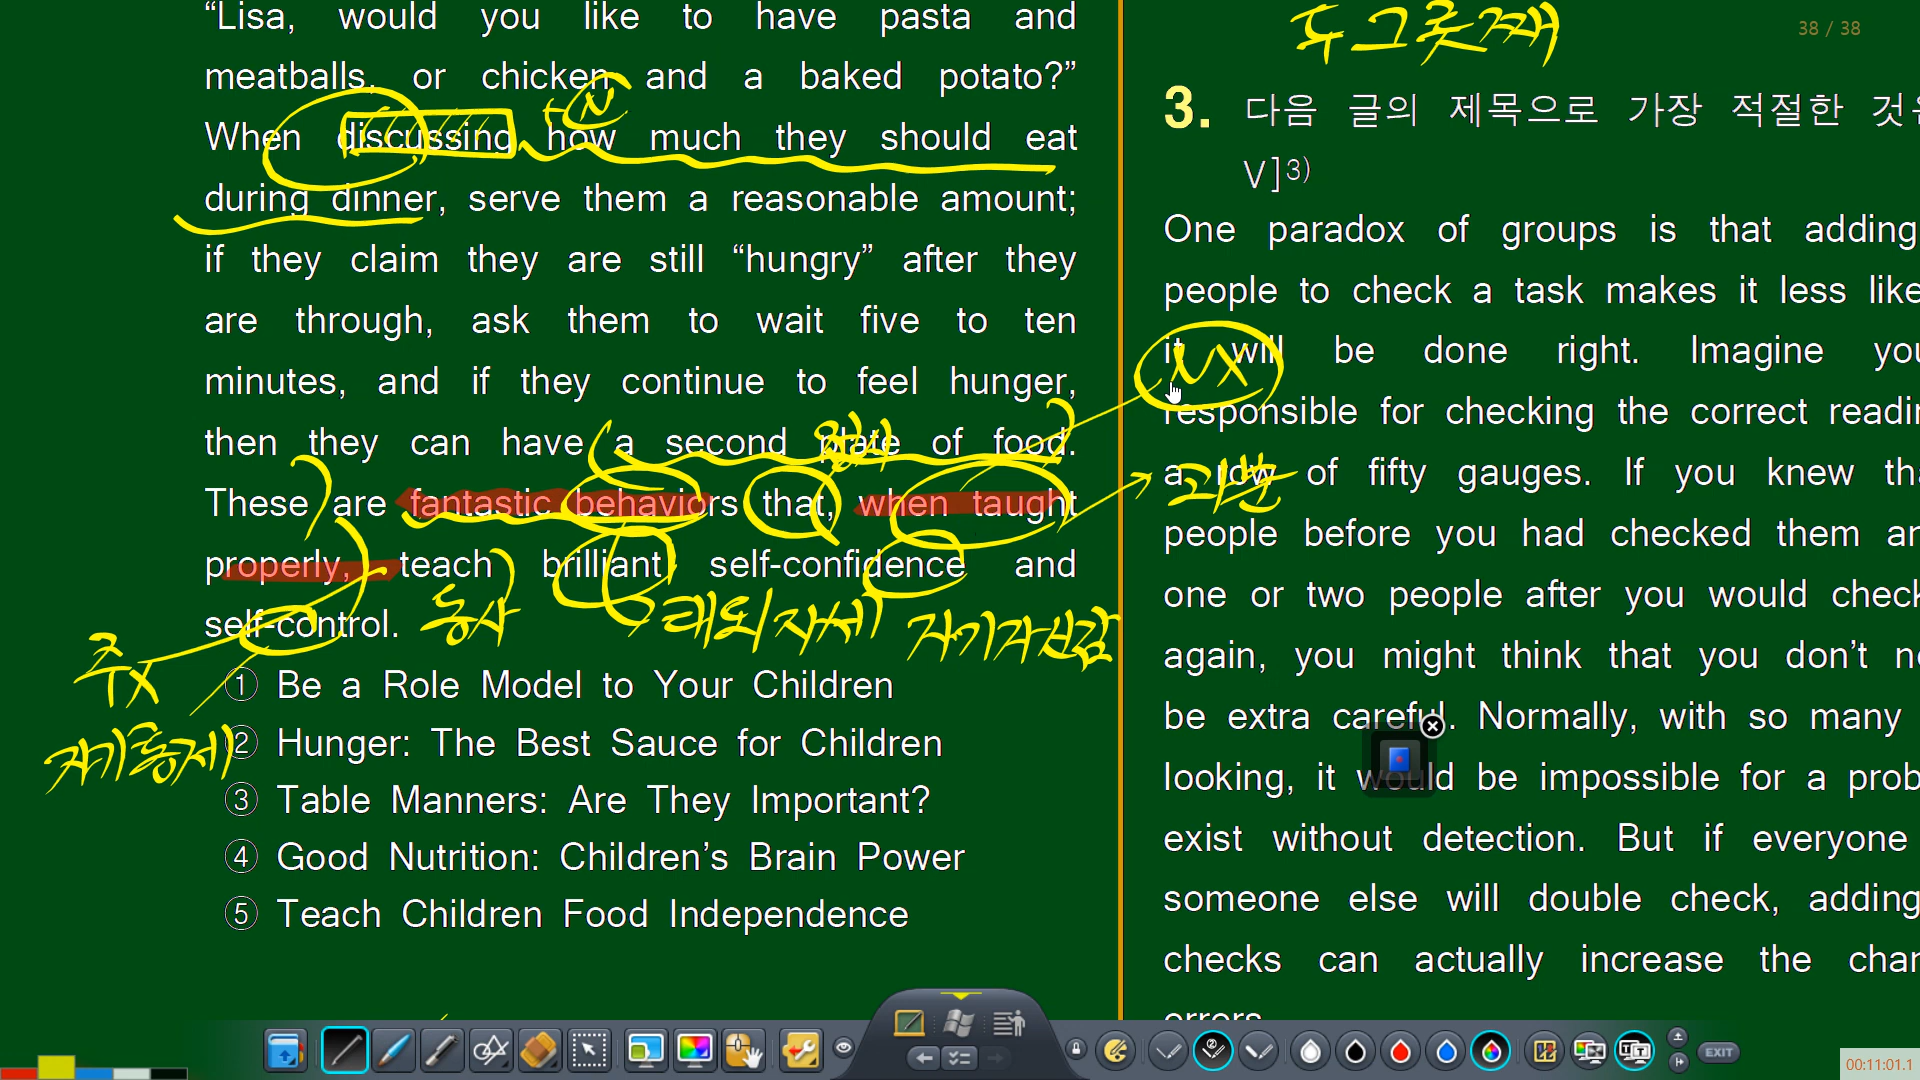 “Lisa, would you like to have pasta and
meatballs, or chicken and a baked potato?”
+ N
When discussing how much they should eat
during dinner, serve them a reasonable amount;
if they claim they are still “hungry” after they
are through, ask them to wait five to ten
minutes, and if they continue to feel hunger,
then they can have a second plate of food.
These are fantastic behaviors that, when taught
properly, teach brilliant self-confidence and
self-control.
동사
자기자신감
주X
자기통제
① Be a Role Model to Your Children
② Hunger: The Best Sauce for Children
③ Table Manners: Are They Important?
④ Good Nutrition: Children’s Brain Power
⑤ Teach Children Food Independence
38 / 38
3. 다음 글의 제목으로 가장 적절한 것은
V]3)
One paradox of groups is that adding
people to check a task makes it less
it will be done right. Imagine
responsible for checking the correct
a row of fifty gauges. If you knew
people before you had checked them
one or two people after you would check
again, you might think that you don’t
be extra careful. Normally, with so many
looking, it would be impossible for a
exist without detection. But if everyone
someone else will double check, adding
checks can actually increase the
errors
EXIT
00:11:01.1